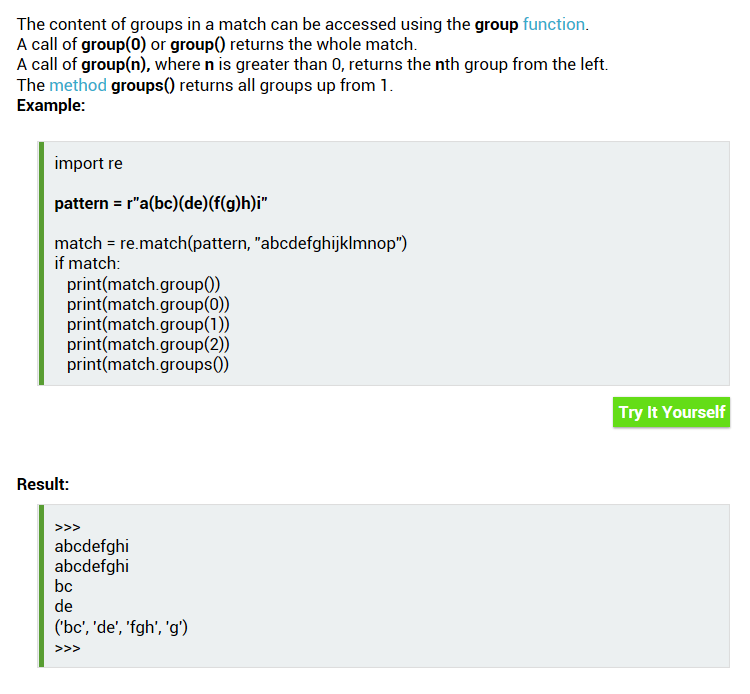 The content of groups in a match can be accessed using the group function.
A call of group(0) or group() returns the whole match.
A call of group(n), where n is greater than 0, returns the nth group from the left.
The method groups() returns all groups up from 1.
Example:
import re
pattern = r"a(bc)(de)(f(g)h)i"
match = re.match(pattern, "abcdefghijklmnop")
if match:
print(match.group())
print(match.group(0))
print(match.group(1))
print(match.group(2))
print(match.groups())
Try It Yourself
Result:
>>>
abcdefghi
abcdefghi
bc
de
('bc', 'de', 'fgh', 'g')
>>>